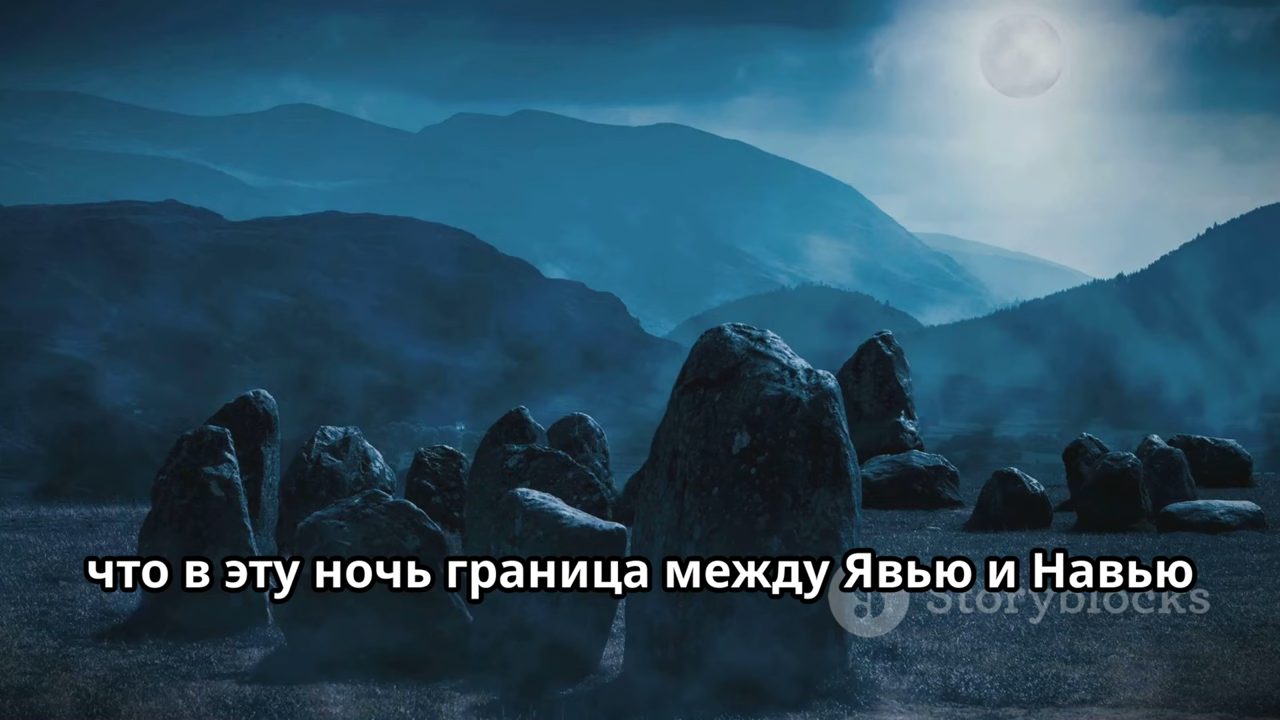 что в эту ночь граница между Явью и Навью
Storyblocks